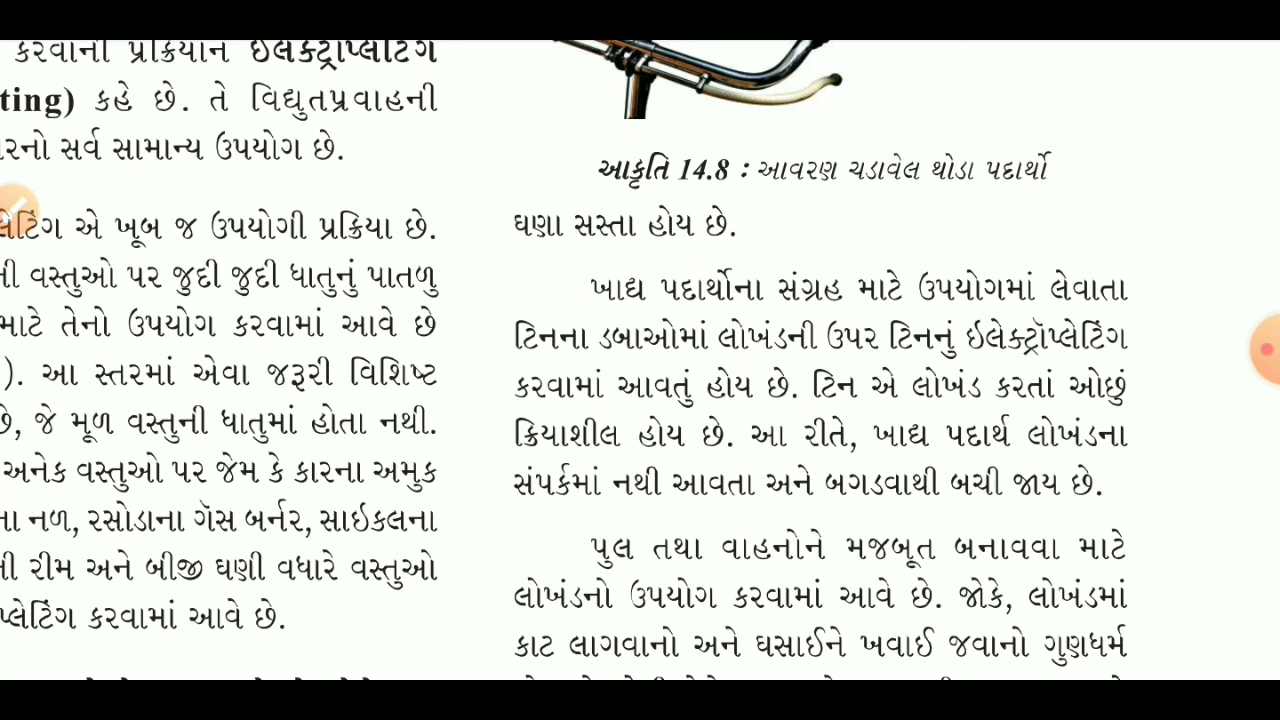 કરવાની પ્રક્રિયાને ઇલેક્ટ્રોપ્લેટિંગ
ting) કહે છે. તે વિદ્યુતપ્રવાહની
સર્વ સામાન્ય ઉપયોગ છે.
એ ખૂબ જ ઉપયોગી પ્રક્રિયા છે.
વસ્તુઓ પર જુદી જુદી ધાતુનું પાતળુ
માટે તેનો ઉપયોગ કરવામાં આવે છે
). આ સ્તરમાં એવા જરૂરી વિશિષ્ટ
છે, જે મૂળ વસ્તુની ધાતુમાં હોતા નથી.
અનેક વસ્તુઓ પર જેમ કે કારના અમુક
નળ, રસોડાના ગૅસ બર્નર, સાઇકલના
રીમ અને બીજી ઘણી વધારે વસ્તુઓ
પ્લેટિંગ કરવામાં આવે છે.
આકૃતિ 14.8 : આવરણ ચડાવેલ થોડા પદાર્થો
ઘણા સસ્તા હોય છે.
ખાદ્ય પદાર્થોના સંગ્રહ માટે ઉપયોગમાં લેવાતા
ટિનના ડબાઓમાં લોખંડની ઉપર ટિનનું ઇલેક્ટ્રૉપ્લેટિંગ
કરવામાં આવતું હોય છે. ટિન એ લોખંડ કરતાં ઓછું
ક્રિયાશીલ હોય છે. આ રીતે, ખાદ્ય પદાર્થ લોખંડના
સંપર્કમાં નથી આવતા અને બગડવાથી બચી જાય છે.
પુલ તથા વાહનોને મજબૂત બનાવવા માટે
લોખંડનો ઉપયોગ કરવામાં આવે છે. જોકે, લોખંડમાં
કાટ લાગવાનો અને ઘસાઈને ખવાઈ જવાનો ગુણધર્મ